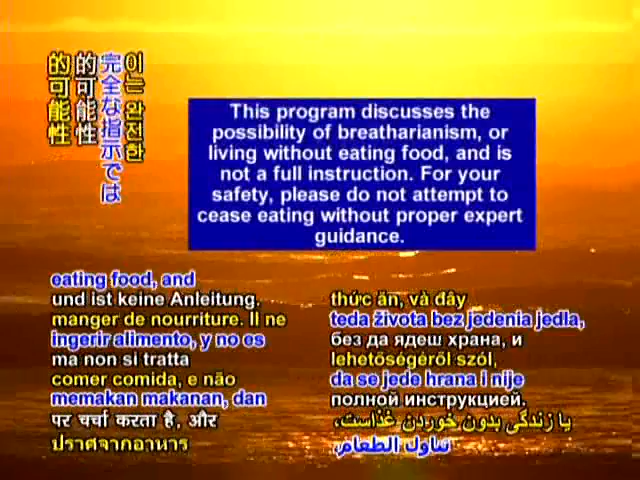 的可能性
的可能性
完全な指示では
이는 완전한
This program discusses the
possibility of breatharianism, or
living without eating food, and is
not a full instruction. For your
safety, please do not attempt to
cease eating without proper expert
guidance.
eating food, and
und ist keine Anleitung.
manger de nourriture. Il ne
ingerir alimento, y no es
ma non si tratta
comer comida, e não
memakan makanan, dan
पर चर्चा करता है, और
ปราศจากอาหาร
thức ăn, và đây
teda života bez jedenia jedla,
без да ядеш храна, и
lehetőségéről szól,
da se jede hrana i nije
полной инструкцией.
یا زندگی بدون خوردن غذاست،
تناول الطعام،